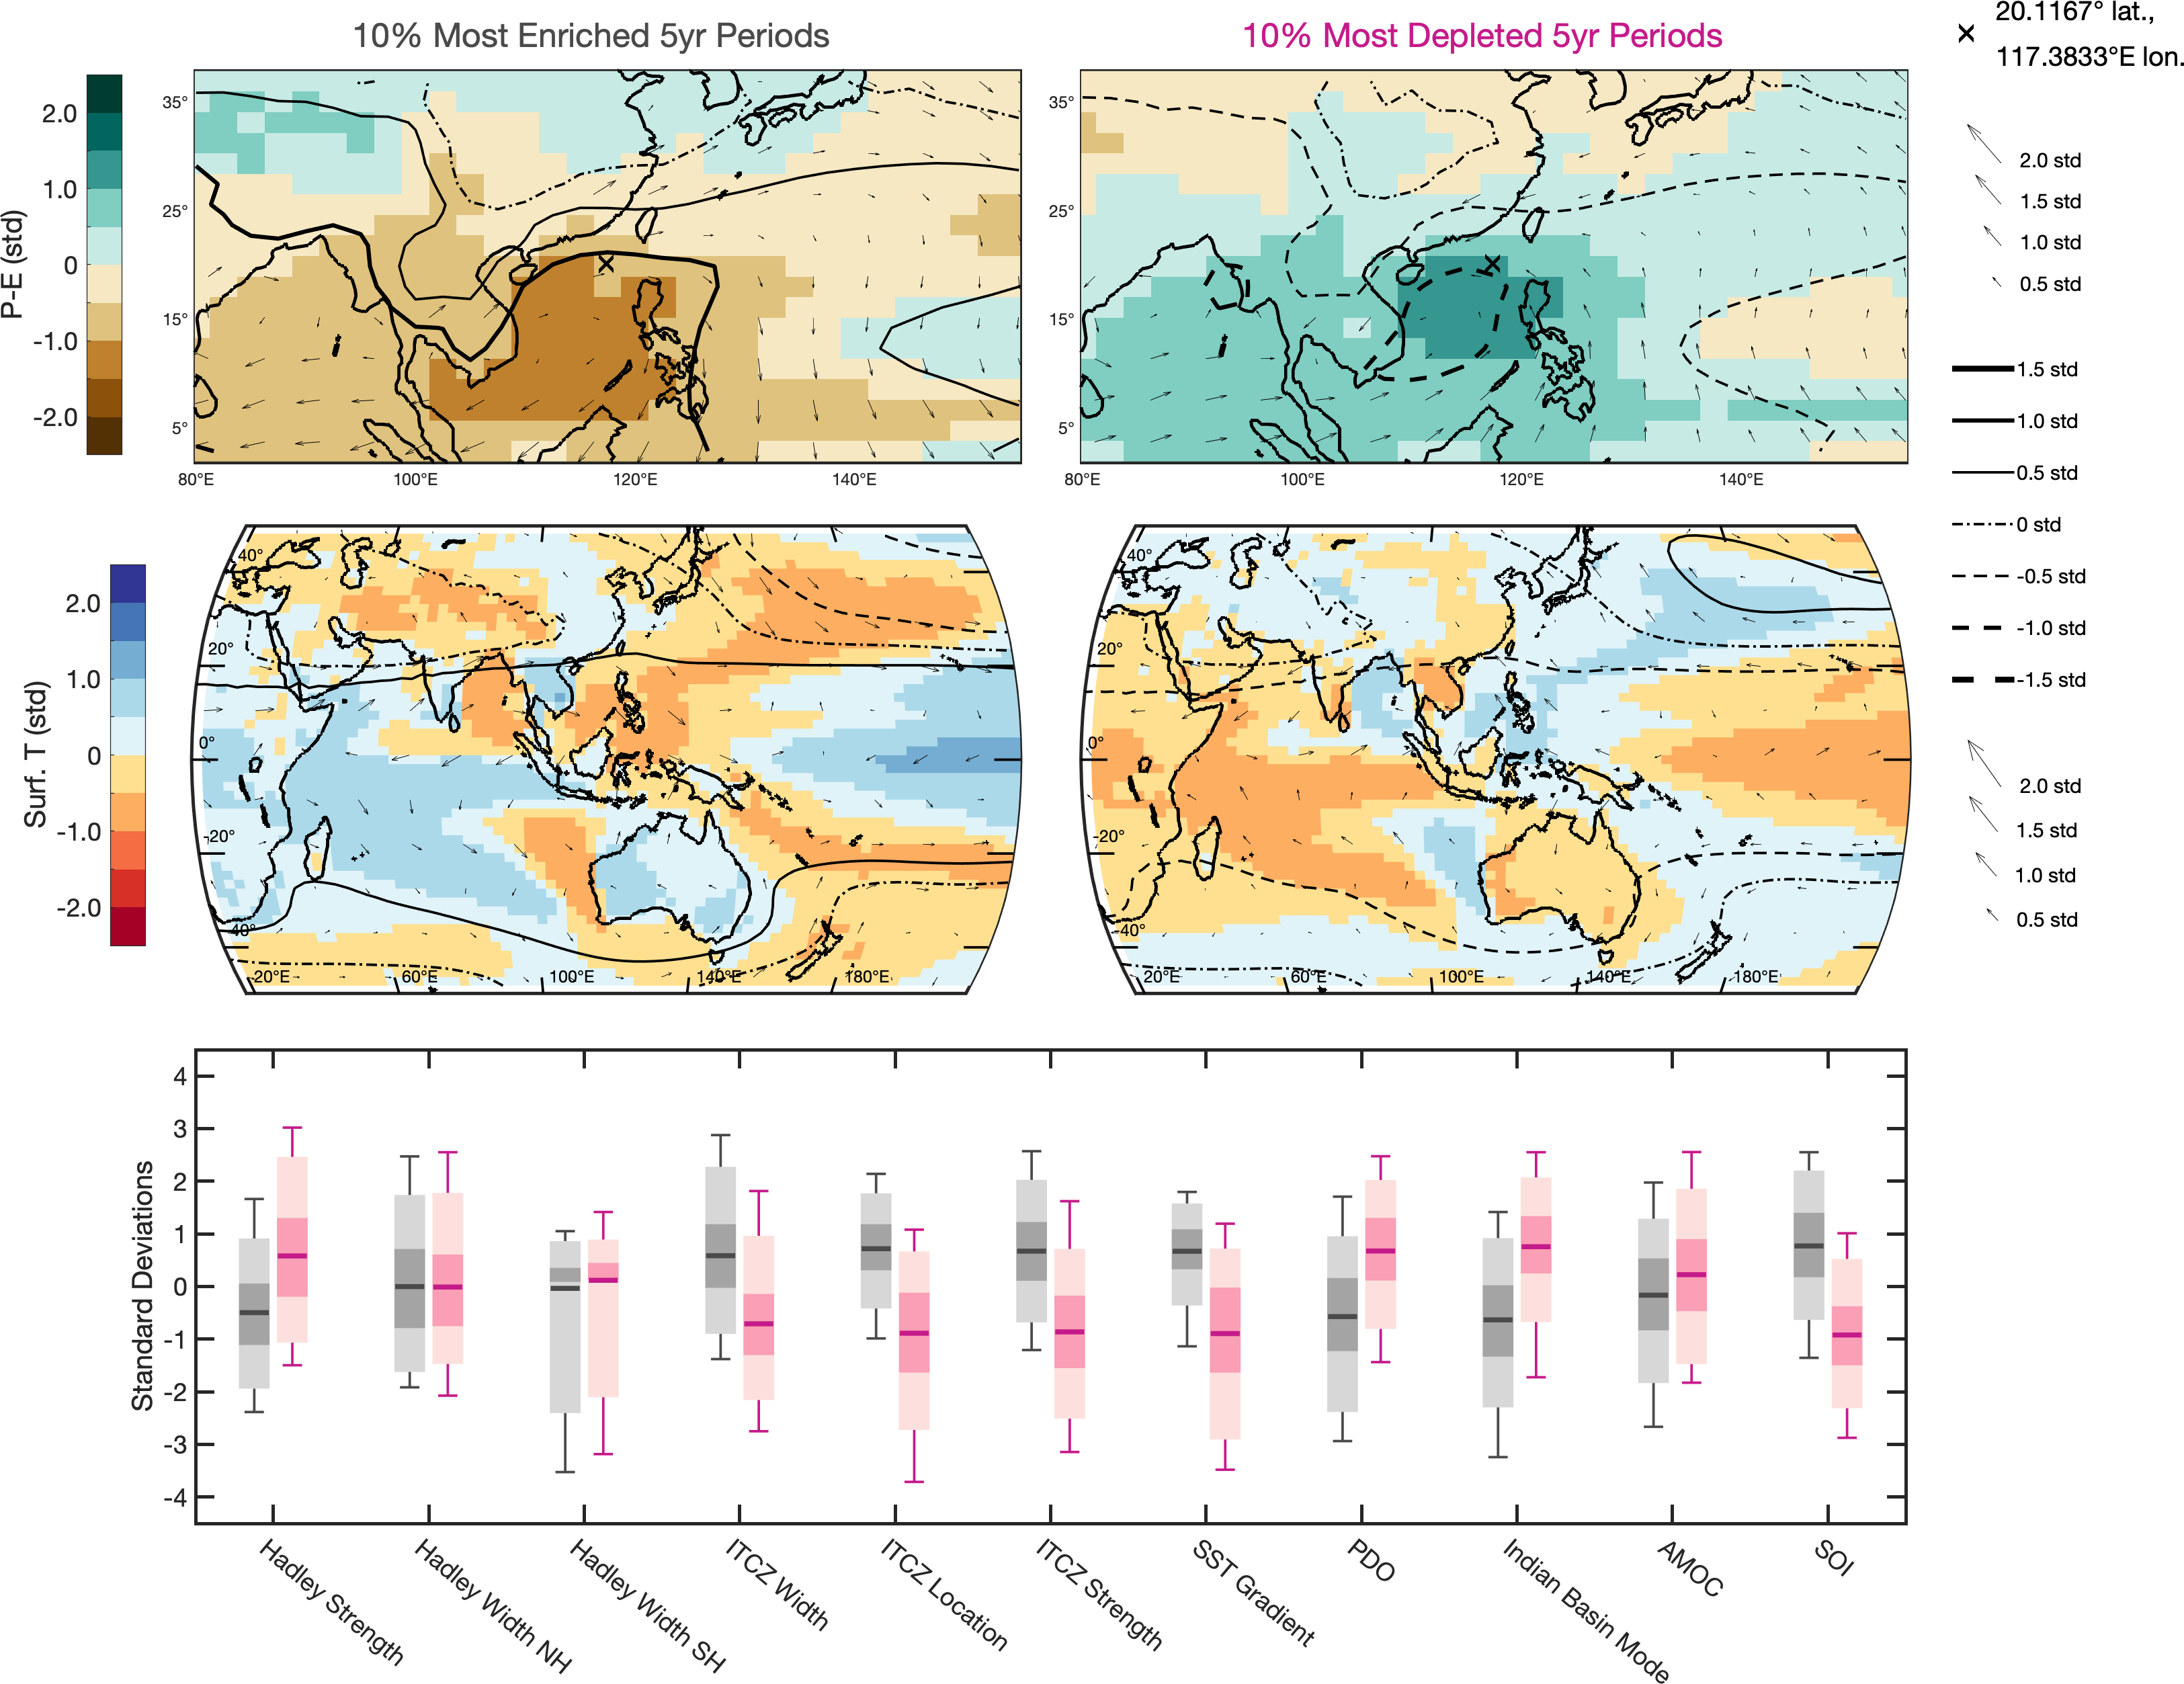 10% Most Enriched 5yr Periods
10% Most Depleted 5yr Periods
20.1167° lat.,
117.3833°E lon.
P-E (std)
2.0
1.0
0
-1.0
-2.0
35°
25°
15°
5°
80°E
100°E
120°E
140°E
35°
25°
15°
5°
80°E
100°E
120°E
140°E
2.0 std
1.5 std
1.0 std
0.5 std
1.5 std
1.0 std
0.5 std
0 std
-0.5 std
-1.0 std
-1.5 std
Surf. T (std)
2.0
1.0
0
-1.0
-2.0
40°
20°
0°
-20°
-40°
20°E
60°E
100°E
140°E
180°E
40°
20°
0°
-20°
-40°
20°E
60°E
100°E
140°E
180°E
2.0 std
1.5 std
1.0 std
0.5 std
Standard Deviations
4
3
2
1
0
-1
-2
-3
-4
Hadley Strength
Hadley Width NH
Hadley Width SH
ITCZ Width
ITCZ Location
ITCZ Strength
SST Gradient
PDO
Indian Basin Mode
AMOC
SOI